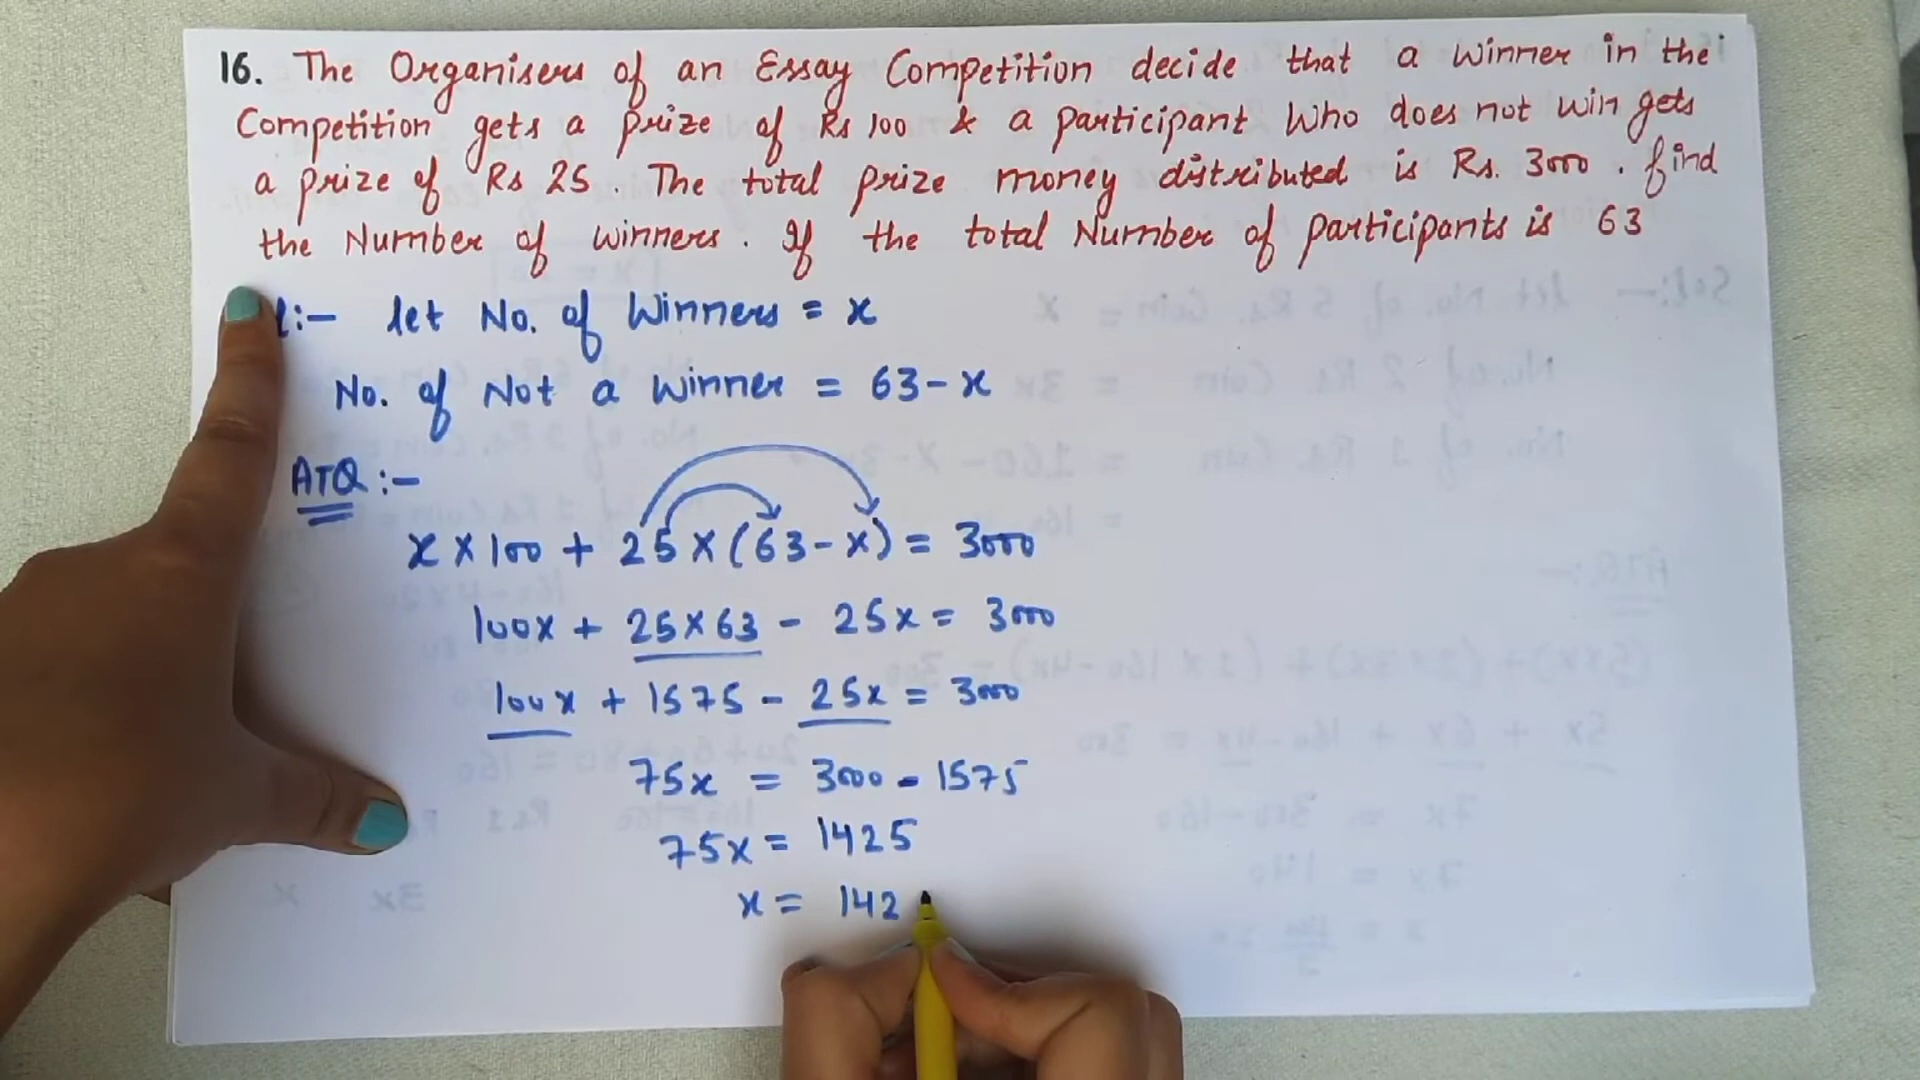 16. The Organisers of an Essay Competition decide that a winner in the
Competition gets a prize of Rs 100 & a participant Who does not win gets
a prize of Rs 25. The total prize money distributed is Rs. 3000. find
the Number of winners. If the total Number of participants is 63
l:- let No. of Winners = x
No. of Not a Winner = 63-x
ATQ:-
x × 100 + 25 × (63-x) = 3000
100x + 25×63 - 25x = 3000
100x + 1575 - 25x = 3000
75x = 3000 - 1575
75x = 1425
x = 142